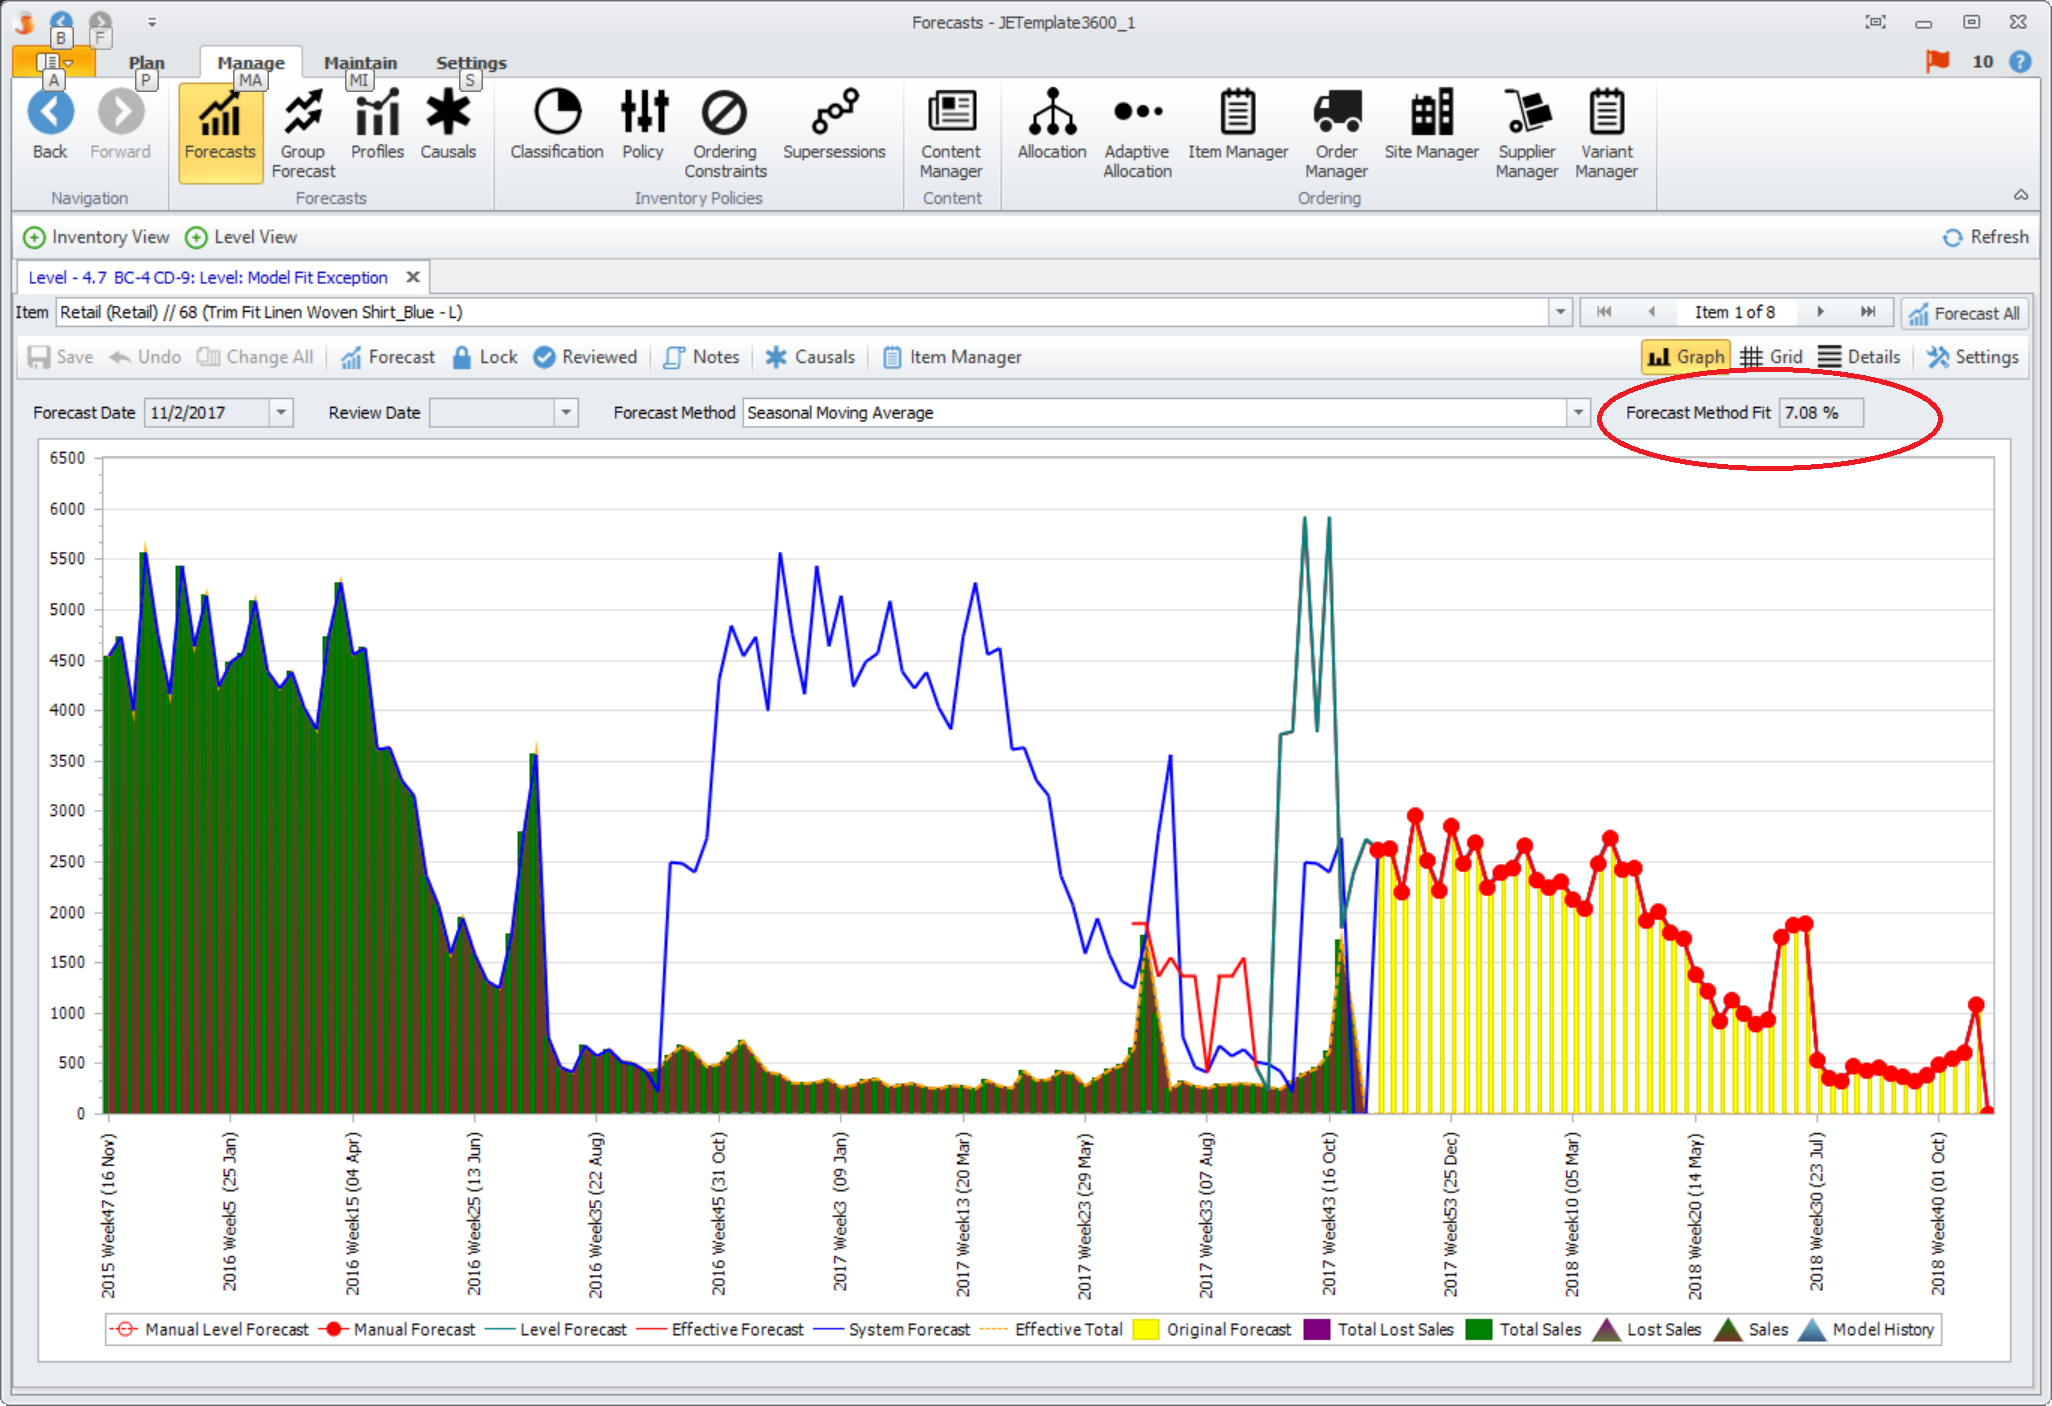 Forecasts - JETemplate3600_1
B
F
Plan
Manage
Maintain
Settings
10
?
A
P
MA
MI
S
Back
Forward
Forecasts
Group
Forecast
Profiles
Causals
Classification
Policy
Ordering
Constraints
Supersessions
Content
Manager
Allocation
Adaptive
Allocation
Item Manager
Order
Manager
Site Manager
Supplier
Manager
Variant
Manager
Navigation
Forecasts
Inventory Policies
Content
Ordering
Inventory View
Level View
Refresh
Level - 4.7 BC-4 CD-9: Level: Model Fit Exception
Item
Retail (Retail) // 68 (Trim Fit Linen Woven Shirt_Blue - L)
Item 1 of 8
Forecast All
Save
Undo
Change All
Forecast
Lock
Reviewed
Notes
Causals
Item Manager
Graph
Grid
Details
Settings
Forecast Date
11/2/2017
Review Date
Forecast Method
Seasonal Moving Average
Forecast Method Fit
7.08 %
6500
6000
5500
5000
4500
4000
3500
3000
2500
2000
1500
1000
500
0
2015 Week47 (16 Nov)
2016 Week5 (25 Jan)
2016 Week15 (04 Apr)
2016 Week25 (13 Jun)
2016 Week35 (22 Aug)
2016 Week45 (31 Oct)
2017 Week3 (09 Jan)
2017 Week13 (20 Mar)
2017 Week23 (29 May)
2017 Week33 (07 Aug)
2017 Week43 (16 Oct)
2017 Week53 (25 Dec)
2018 Week10 (05 Mar)
2018 Week20 (14 May)
2018 Week30 (23 Jul)
2018 Week40 (01 Oct)
Manual Level Forecast
Manual Forecast
Level Forecast
Effective Forecast
System Forecast
Effective Total
Original Forecast
Total Lost Sales
Total Sales
Lost Sales
Sales
Model History